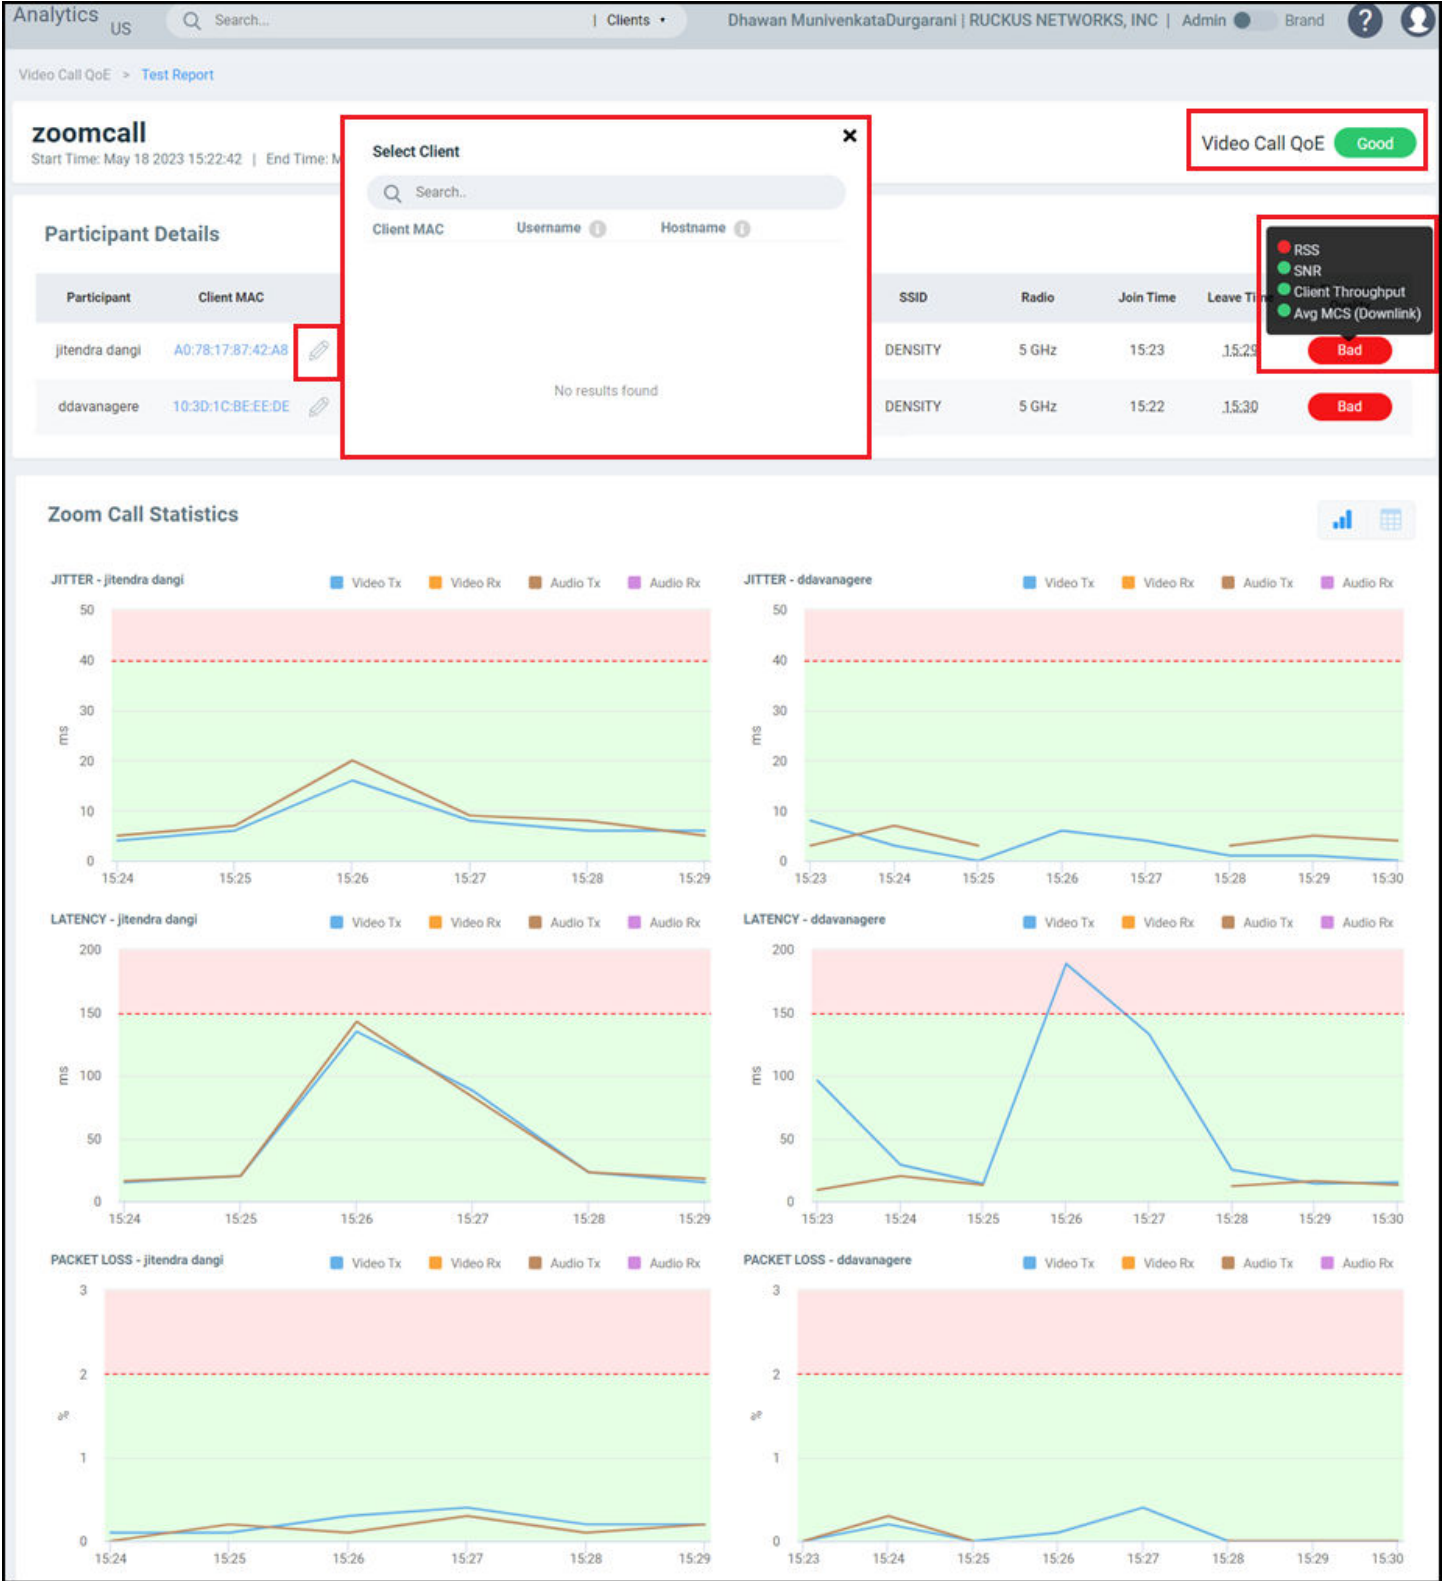 Analytics US Search... | Clients Dhawan MunivenkataDurgarani | RUCKUS NETWORKS, INC | Admin Brand ?
Video Call QoE > Test Report
zoomcall
Start Time: May 18 2023 15:22:42 | End Time: M
Select Client
Search..
Client MAC Username Hostname
No results found
Video Call QoE Good
Participant Details
RSS
SNR
Client Throughput
Avg MCS (Downlink)
Participant Client MAC SSID Radio Join Time Leave
jitendra dangi A0:78:17:87:42:A8 DENSITY 5 GHz 15:23 15:29 Bad
ddavanagere 10:3D:1C:BE:EE:DE DENSITY 5 GHz 15:22 15:30 Bad
Zoom Call Statistics
JITTER - jitendra dangi Video Tx Video Rx Audio Tx Audio Rx
50
40
30
20
10
0
ms
15:24 15:25 15:26 15:27 15:28 15:29
JITTER - ddavanagere Video Tx Video Rx Audio Tx Audio Rx
50
40
30
20
10
0
ms
15:23 15:24 15:25 15:26 15:27 15:28 15:29 15:30
LATENCY - jitendra dangi Video Tx Video Rx Audio Tx Audio Rx
200
150
100
50
0
ms
15:24 15:25 15:26 15:27 15:28 15:29
LATENCY - ddavanagere Video Tx Video Rx Audio Tx Audio Rx
200
150
100
50
0
ms
15:23 15:24 15:25 15:26 15:27 15:28 15:29 15:30
PACKET LOSS - jitendra dangi Video Tx Video Rx Audio Tx Audio Rx
3
2
1
0
%
15:24 15:25 15:26 15:27 15:28 15:29
PACKET LOSS - ddavanagere Video Tx Video Rx Audio Tx Audio Rx
3
2
1
0
%
15:23 15:24 15:25 15:26 15:27 15:28 15:29 15:30